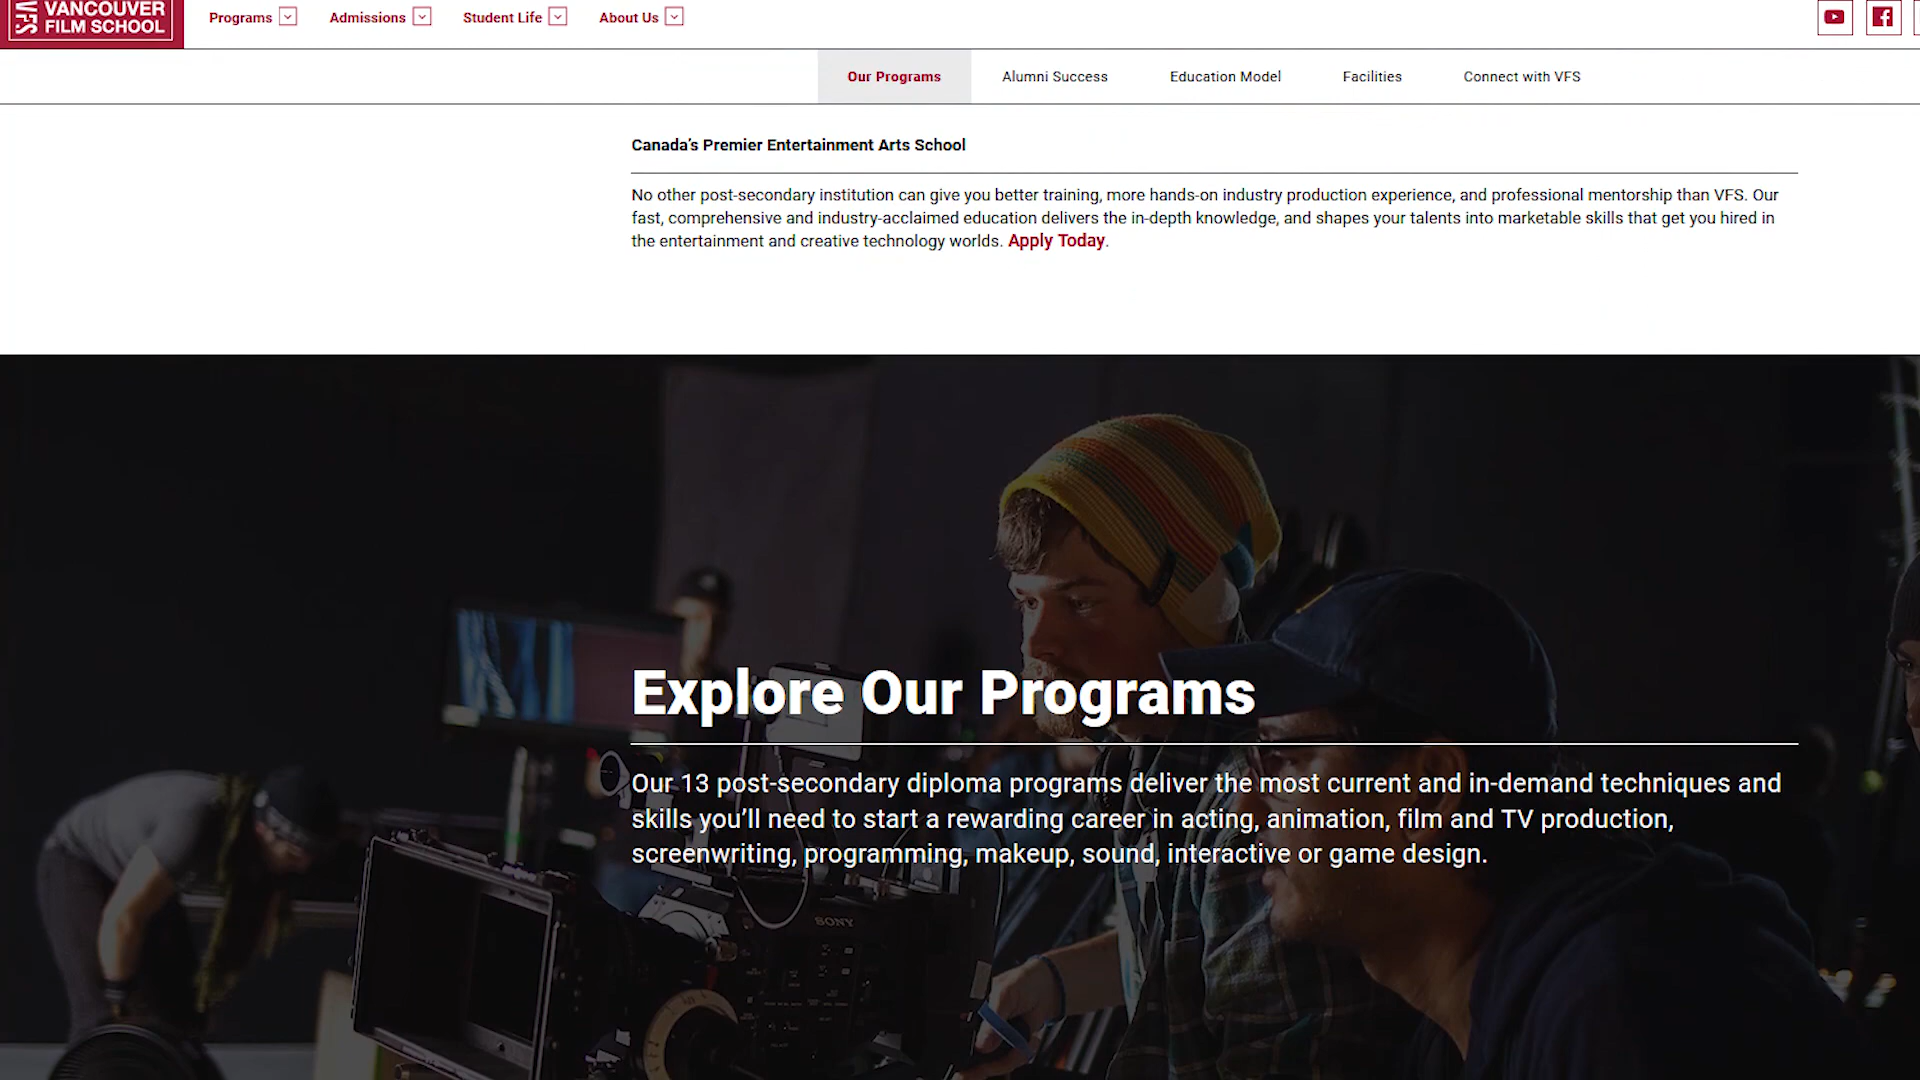 VFS
VANCOUVER
FILM SCHOOL
Programs
Admissions
Student Life
About Us
Our Programs
Alumni Success
Education Model
Facilities
Connect with VFS
Canada’s Premier Entertainment Arts School
No other post-secondary institution can give you better training, more hands-on industry production experience, and professional mentorship than VFS. Our
fast, comprehensive and industry-acclaimed education delivers the in-depth knowledge, and shapes your talents into marketable skills that get you hired in
the entertainment and creative technology worlds. Apply Today.
Explore Our Programs
Our 13 post-secondary diploma programs deliver the most current and in-demand techniques and
skills you’ll need to start a rewarding career in acting, animation, film and TV production,
screenwriting, programming, makeup, sound, interactive or game design.
SONY